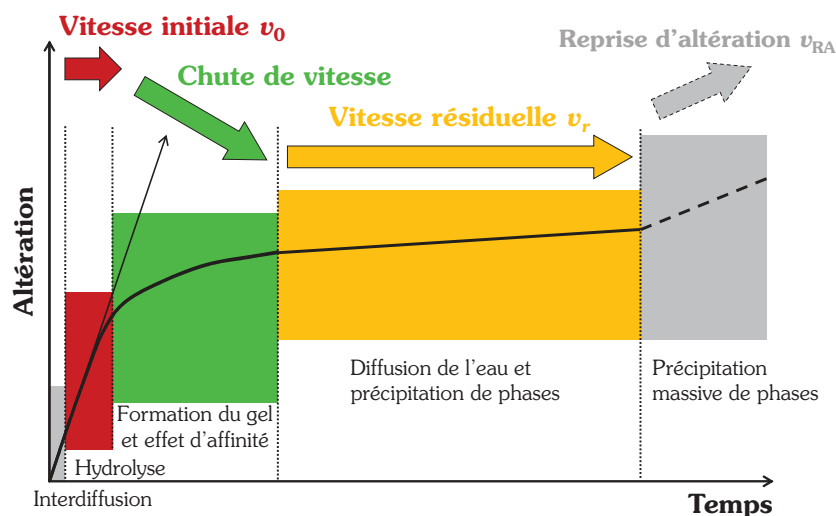 Vitesse initiale v0
Reprise d'altération vRA
Chute de vitesse
Vitesse résiduelle vr
Altération
Diffusion de l'eau et
précipitation de phases
Précipitation
massive de phases
Formation du gel
et effet d'affinité
Hydrolyse
Interdiffusion
Temps